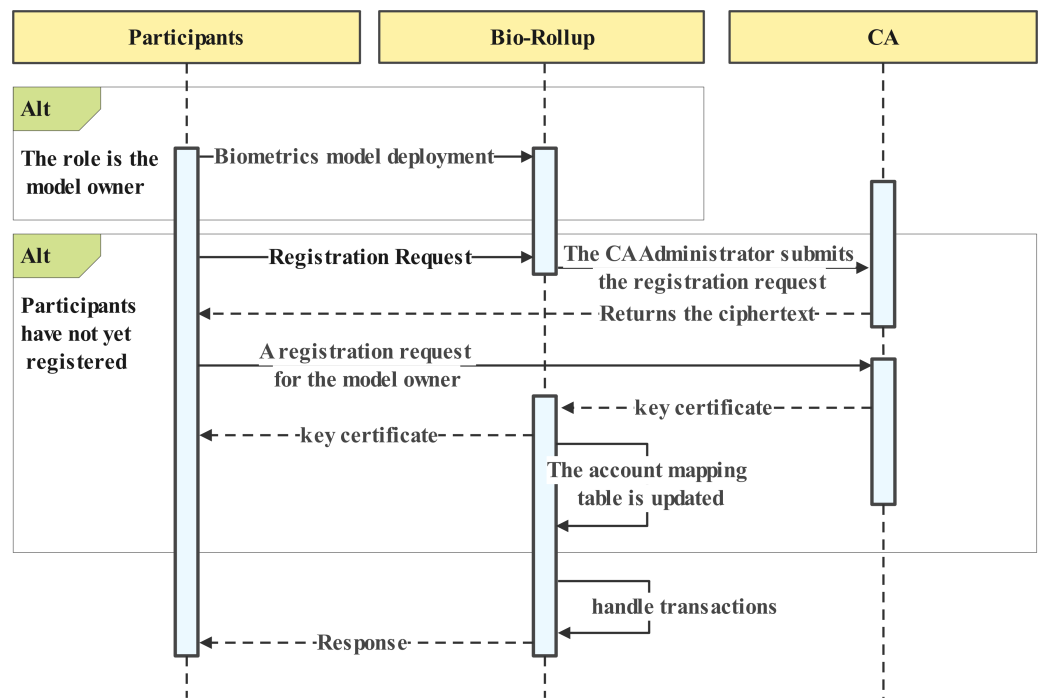 Participants
Bio-Rollup
CA
Alt
The role is the
model owner
Biometrics model deployment
Alt
Participants
have not yet
registered
Registration Request
The CA Administrator submits
the registration request
Returns the ciphertext
A registration request
for the model owner
key certificate
key certificate
The account mapping
table is updated
handle transactions
Response